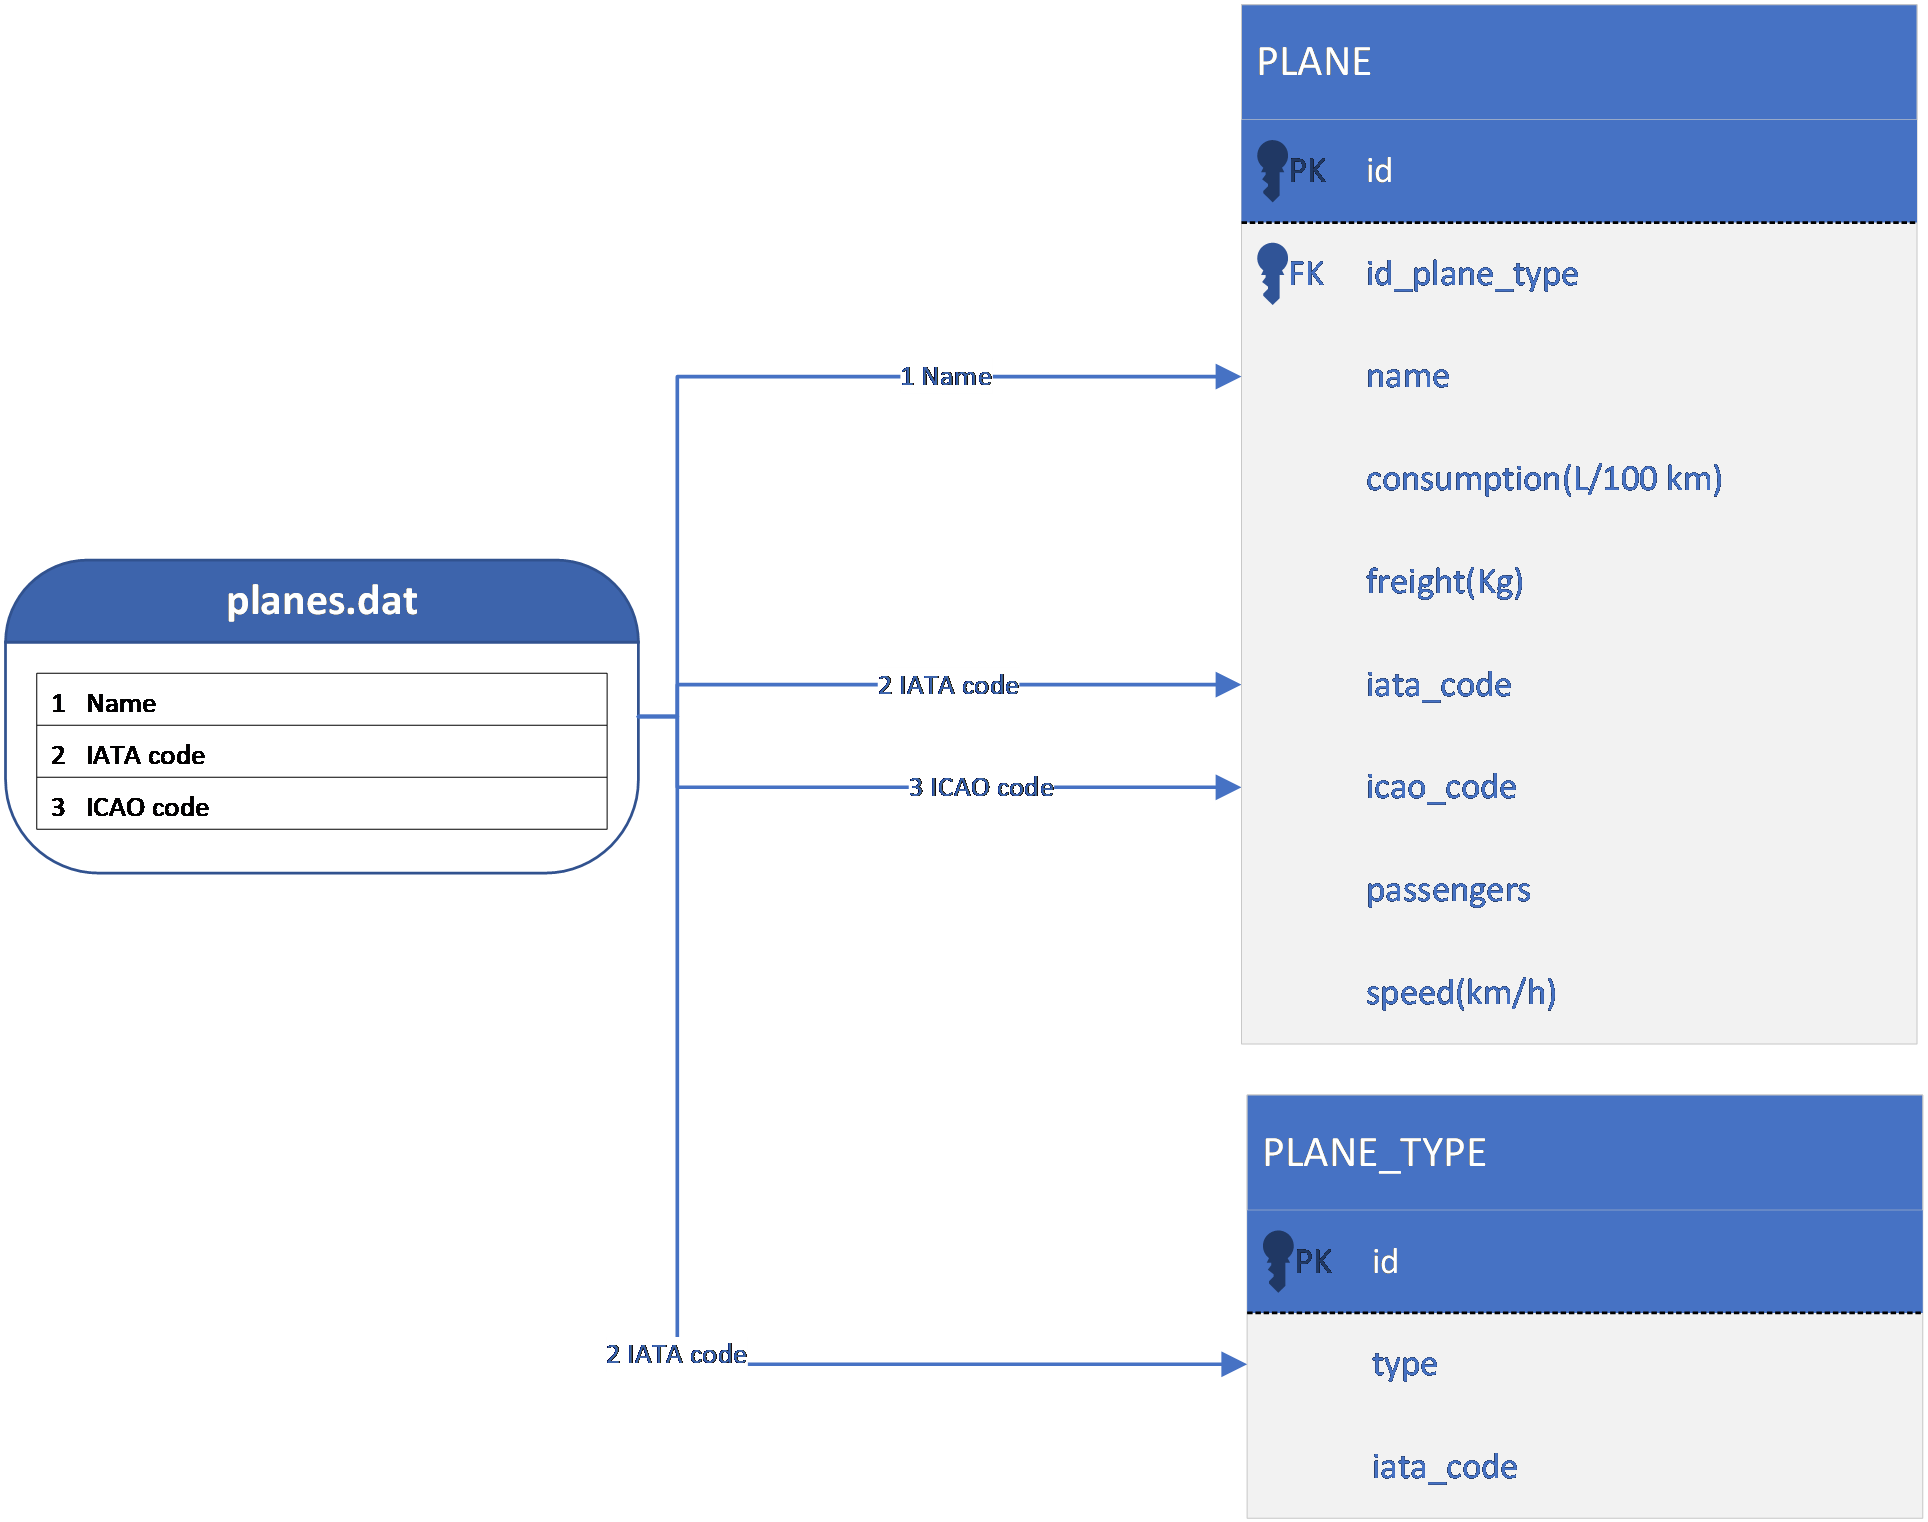 planes.dat
1 Name
2 IATA code
3 ICAO code
1 Name
2 IATA code
3 ICAO code
2 IATA code
PLANE
PK id
FK id_plane_type
name
consumption(L/100 km)
freight(Kg)
iata_code
icao_code
passengers
speed(km/h)
PLANE_TYPE
PK id
type
iata_code